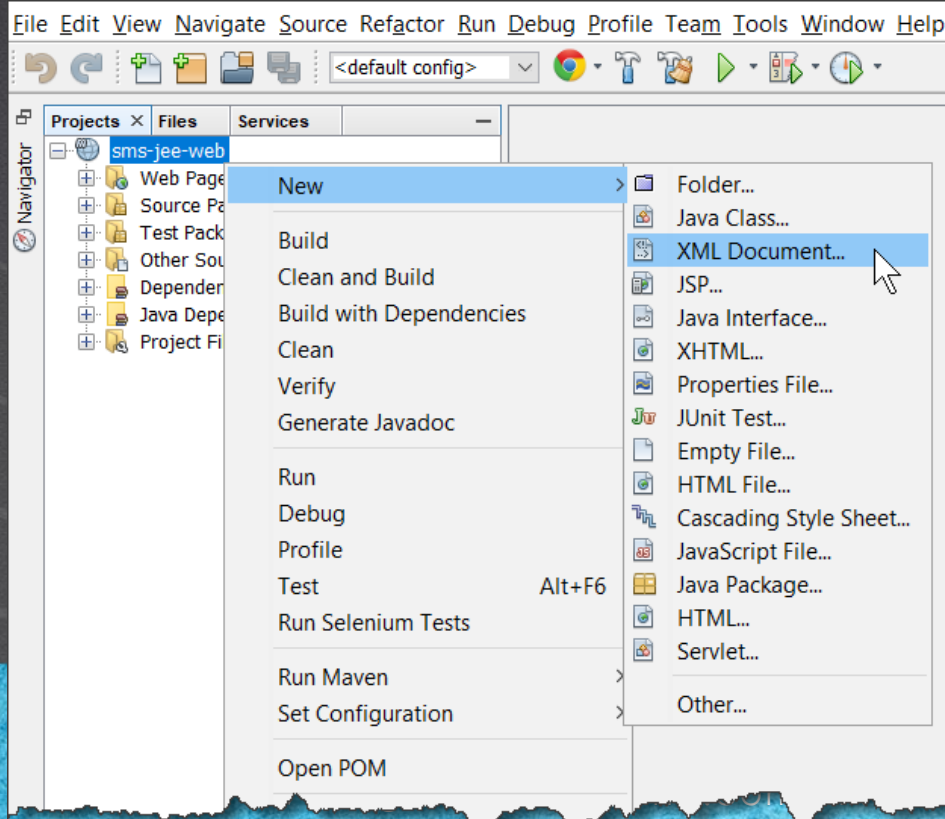 File Edit View Navigate Source Refactor Run Debug Profile Team Tools Window Help
<default config>
Projects Files Services
Navigator
sms-jee-web
Web Page
Source Pa
Test Pack
Other Sou
Depender
Java Depe
Project Fi
New
Build
Clean and Build
Build with Dependencies
Clean
Verify
Generate Javadoc
Run
Debug
Profile
Test Alt+F6
Run Selenium Tests
Run Maven
Set Configuration
Open POM
Folder...
Java Class...
XML Document...
JSP...
Java Interface...
XHTML...
Properties File...
JUnit Test...
Empty File...
HTML File...
Cascading Style Sheet...
JavaScript File...
Java Package...
HTML...
Servlet...
Other...